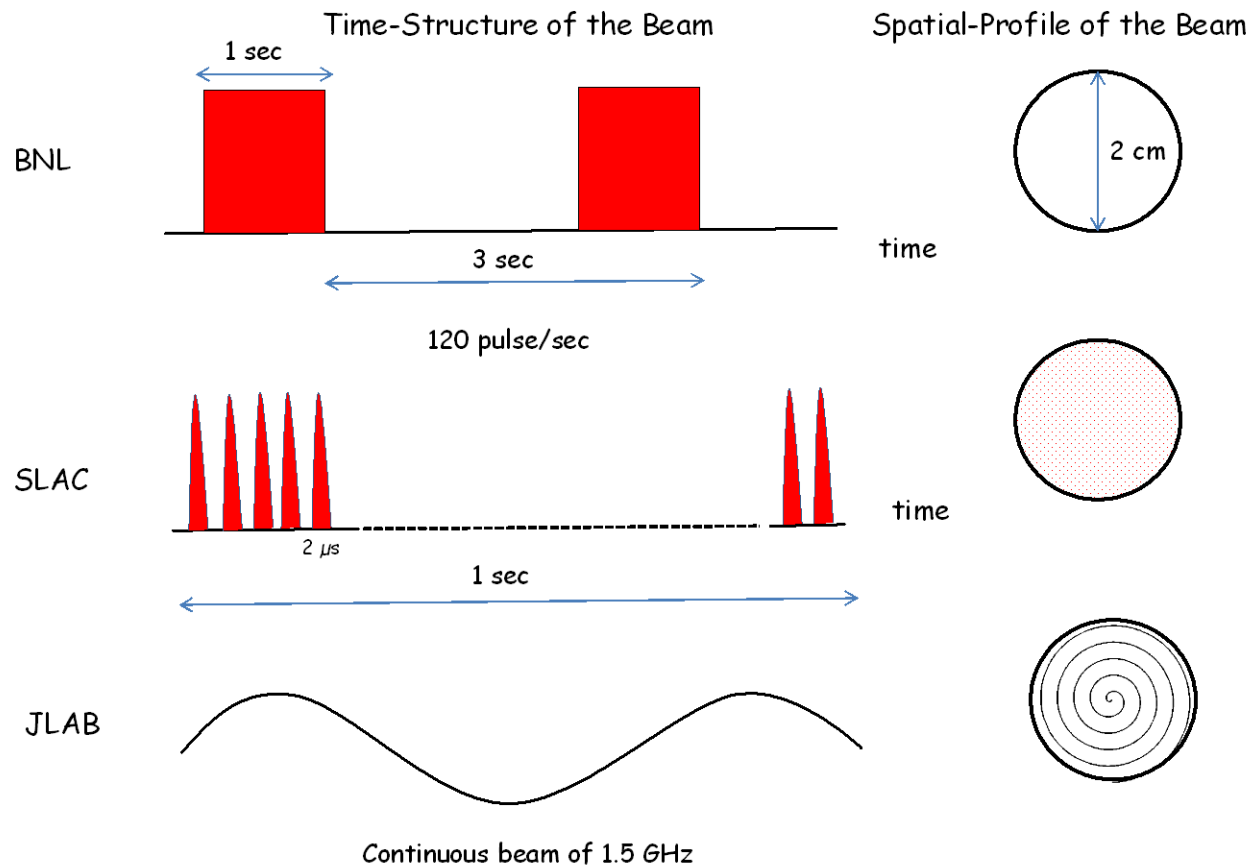 Time-Structure of the Beam
Spatial-Profile of the Beam
1 sec
BNL
2 cm
time
3 sec
120 pulse/sec
SLAC
time
2 µs
1 sec
JLAB
Continuous beam of 1.5 GHz